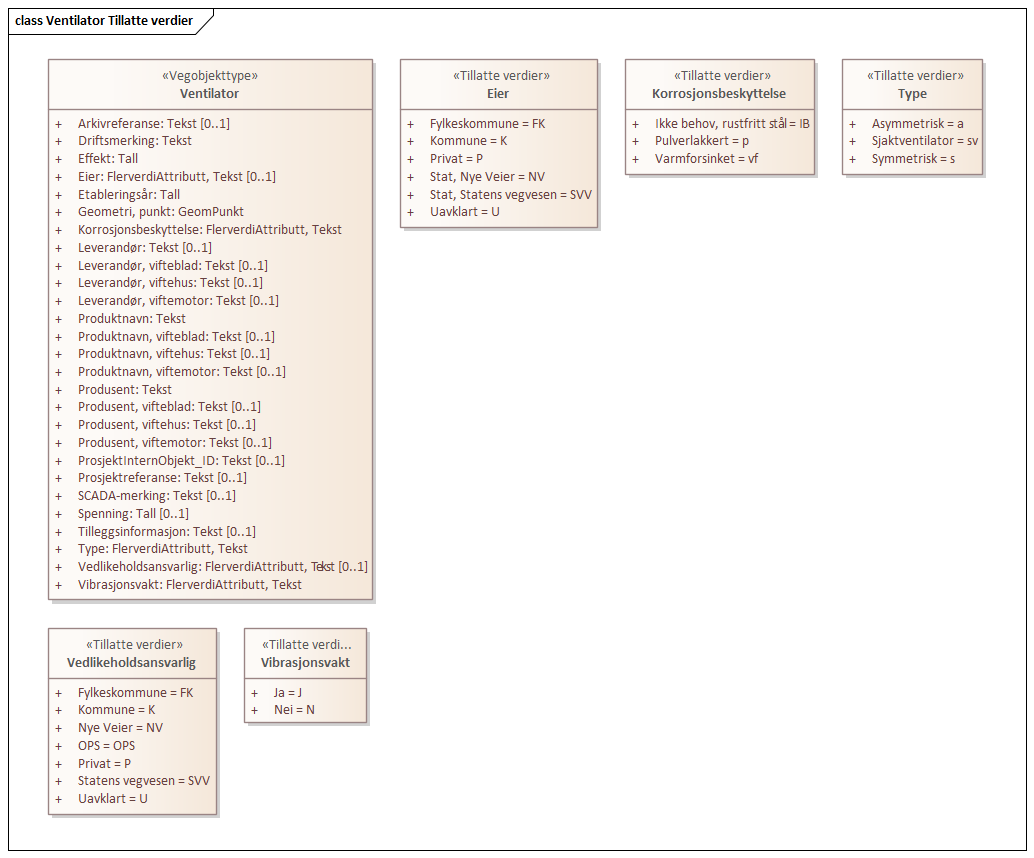 class Ventilator Tillatte verdier
«Vegobjekttype»
Ventilator
+ Arkivreferanse: Tekst [0..1]
+ Driftsmerking: Tekst
+ Effekt: Tall
+ Eier: FlerverdiAttributt, Tekst [0..1]
+ Etableringsår: Tall
+ Geometri, punkt: GeomPunkt
+ Korrosjonsbeskyttelse: FlerverdiAttributt, Tekst
+ Leverandør: Tekst [0..1]
+ Leverandør, vifteblad: Tekst [0..1]
+ Leverandør, viftehus: Tekst [0..1]
+ Leverandør, viftemotor: Tekst [0..1]
+ Produktnavn: Tekst
+ Produktnavn, vifteblad: Tekst [0..1]
+ Produktnavn, viftehus: Tekst [0..1]
+ Produktnavn, viftemotor: Tekst [0..1]
+ Produsent: Tekst
+ Produsent, vifteblad: Tekst [0..1]
+ Produsent, viftehus: Tekst [0..1]
+ Produsent, viftemotor: Tekst [0..1]
+ ProsjektInternObjekt_ID: Tekst [0..1]
+ Prosjektreferanse: Tekst [0..1]
+ SCADA-merking: Tekst [0..1]
+ Spenning: Tall [0..1]
+ Tilleggsinformasjon: Tekst [0..1]
+ Type: FlerverdiAttributt, Tekst
+ Vedlikeholdsansvarlig: FlerverdiAttributt, Tekst [0..1]
+ Vibrasjonsvakt: FlerverdiAttributt, Tekst
«Tillatte verdier»
Eier
+ Fylkeskommune = FK
+ Kommune = K
+ Privat = P
+ Stat, Nye Veier = NV
+ Stat, Statens vegvesen = SVV
+ Uavklart = U
«Tillatte verdier»
Korrosjonsbeskyttelse
+ Ikke behov, rustfritt stål = IB
+ Pulverlakkert = p
+ Varmforsinket = vf
«Tillatte verdier»
Type
+ Asymmetrisk = a
+ Sjaktventilator = sv
+ Symmetrisk = s
«Tillatte verdier»
Vedlikeholdsansvarlig
+ Fylkeskommune = FK
+ Kommune = K
+ Nye Veier = NV
+ OPS = OPS
+ Privat = P
+ Statens vegvesen = SVV
+ Uavklart = U
«Tillatte verdi...
Vibrasjonsvakt
+ Ja = J
+ Nei = N